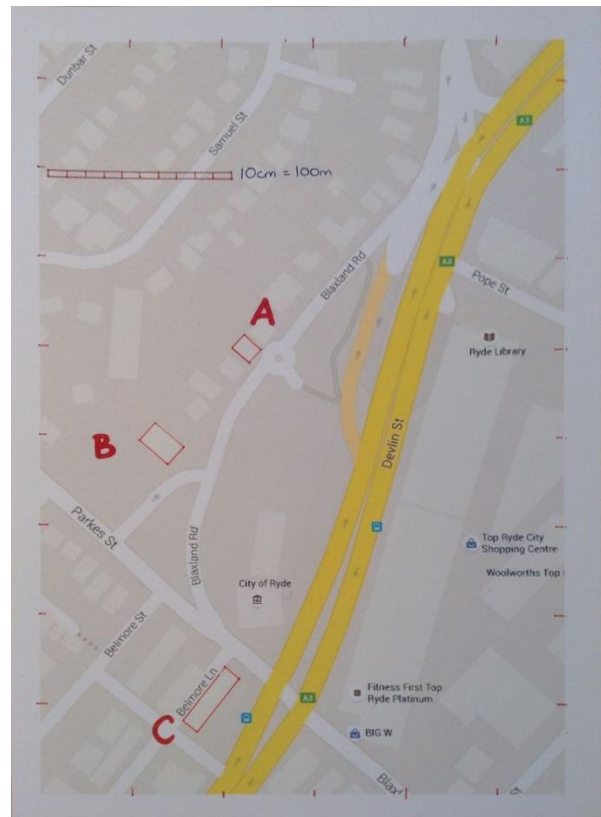 Dunbar St
Samuel St
10cm = 100m
A3
A3
Pope St
Blaxland Rd
A
Ryde Library
B
Devlin St
Parkes St
Blaxland Rd
Top Ryde City
Shopping Centre
Woolworths Top
City of Ryde
Belmore St
Belmore Ln
C
A3
Fitness First Top
Ryde Platinum
BIG W